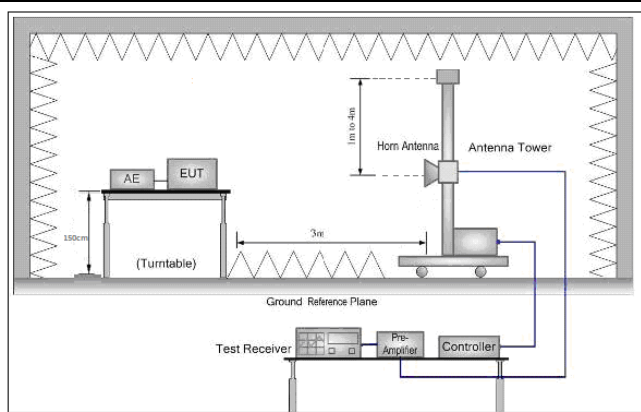 1m to 4m
Horn Antenna
Antenna Tower
AE
EUT
150cm
3m
(Turntable)
Ground Reference Plane
Test Receiver
Pre-
Amplifier
Controller